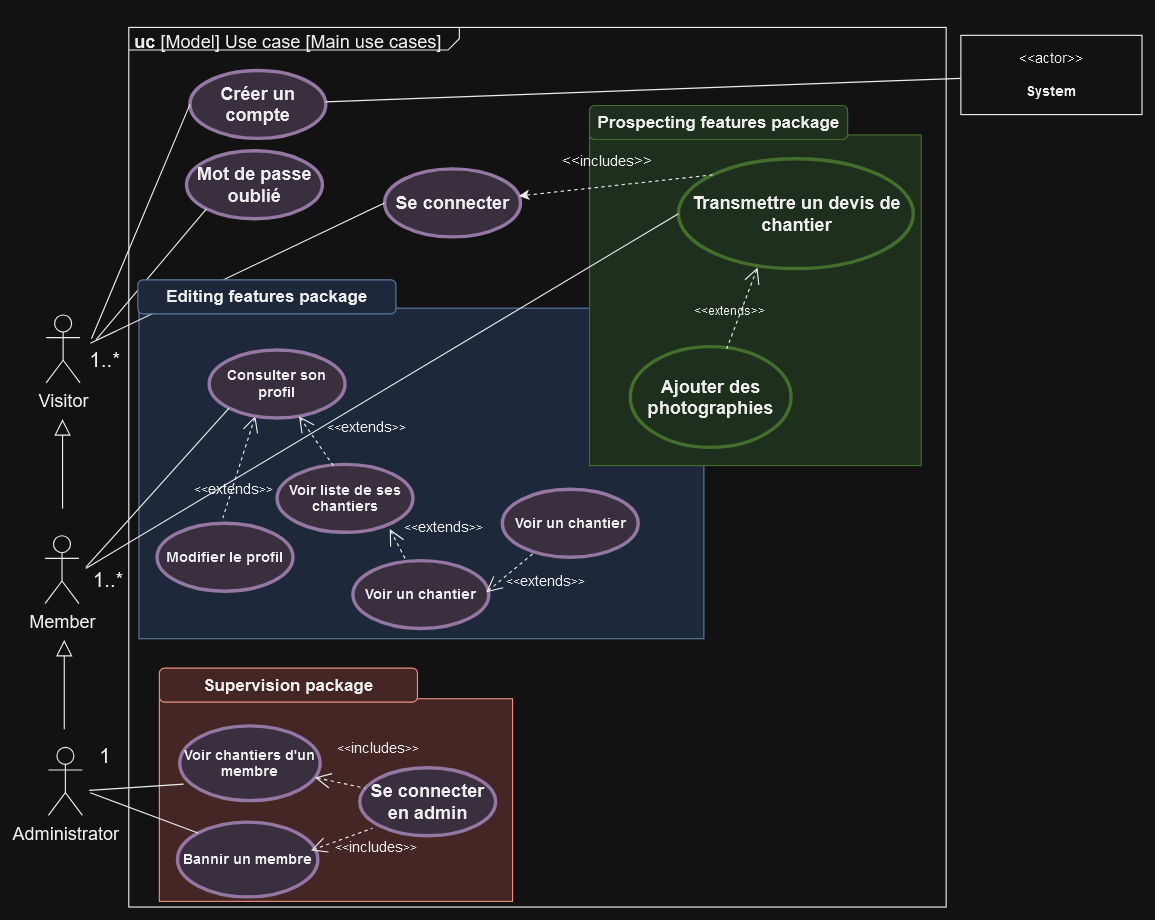 uc [Model] Use case [Main use cases]
<<actor>>
System
Créer un
compte
Mot de passe
oublié
Se connecter
<<includes>>
Prospecting features package
Transmettre un devis de
chantier
<<extends>>
Ajouter des
photographies
Editing features package
1..*
Visitor
Consulter son
profil
<<extends>>
<<extends>>
Voir liste de ses
chantiers
<<extends>>
Voir un chantier
Modifier le profil
<<extends>>
Voir un chantier
1..*
Member
Supervision package
1
Administrator
Voir chantiers d'un
membre
<<includes>>
Se connecter
en admin
<<includes>>
Bannir un membre